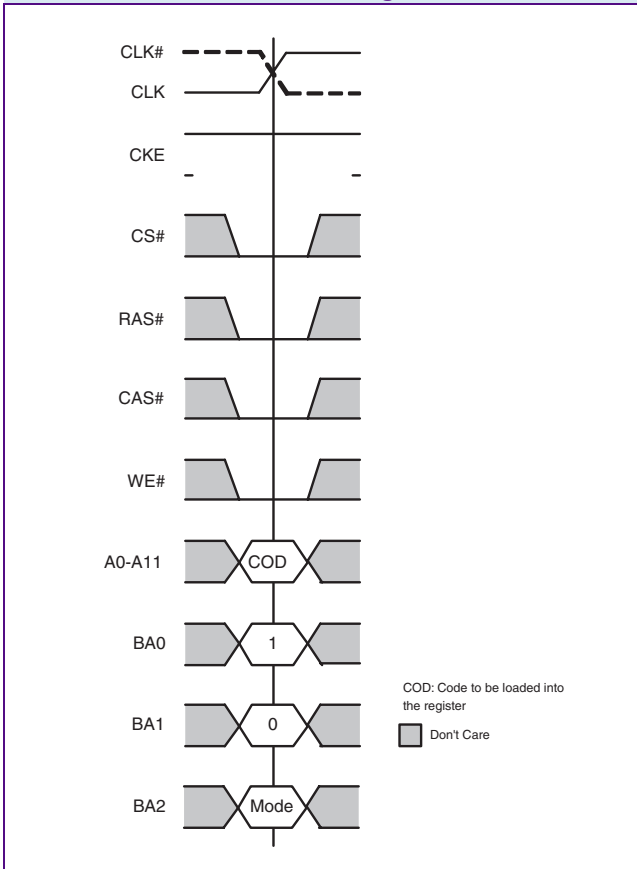 CLK#
CLK
CKE
CS#
RAS#
CAS#
WE#
A0-A11
COD
BA0
1
BA1
0
BA2
Mode
COD: Code to be loaded into
the register
Don't Care